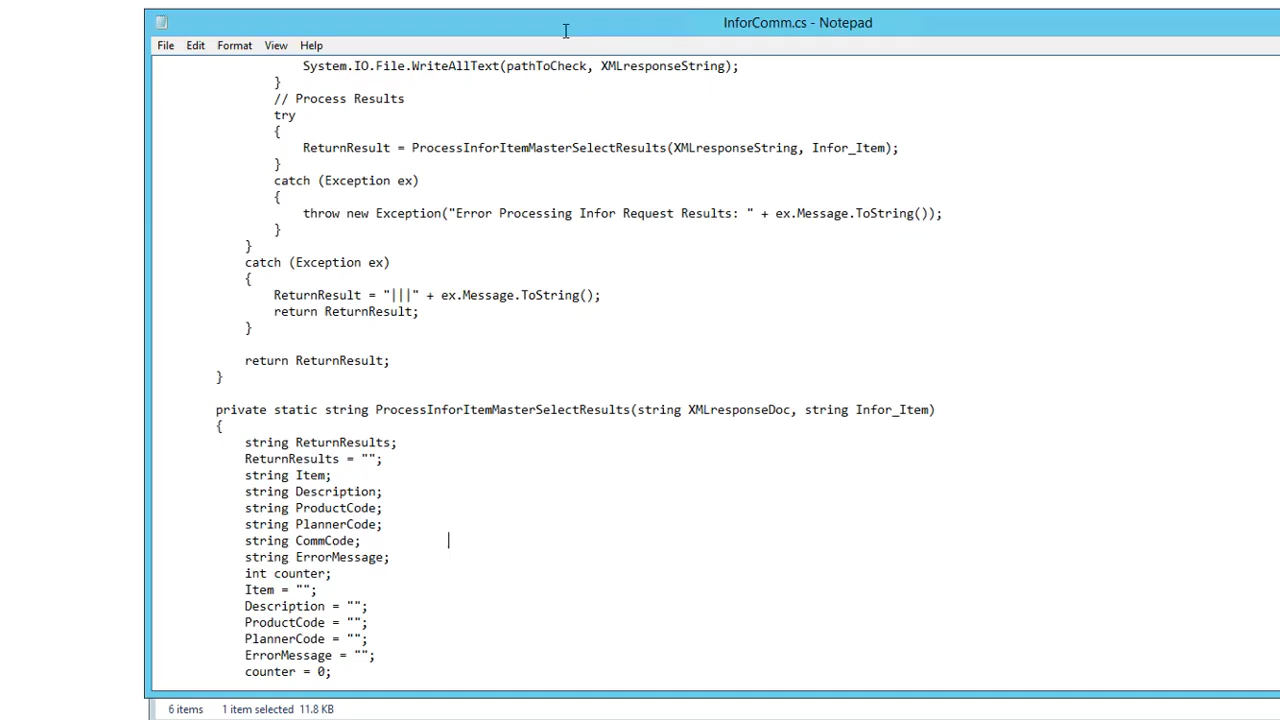 InforComm.cs - Notepad
File Edit Format View Help
System.IO.File.WriteAllText(pathToCheck, XMLresponseString);
}
// Process Results
try
{
ReturnResult = ProcessInforItemMasterSelectResults(XMLresponseString, Infor_Item);
}
catch (Exception ex)
{
throw new Exception("Error Processing Infor Request Results: " + ex.Message.ToString());
}
}
catch (Exception ex)
{
ReturnResult = "|||" + ex.Message.ToString();
return ReturnResult;
}
return ReturnResult;
}
private static string ProcessInforItemMasterSelectResults(string XMLresponseDoc, string Infor_Item)
{
string ReturnResults;
ReturnResults = "";
string Item;
string Description;
string ProductCode;
string PlannerCode;
string CommCode;
string ErrorMessage;
int counter;
Item = "";
Description = "";
ProductCode = "";
PlannerCode = "";
ErrorMessage = "";
counter = 0;
6 items 1 item selected 11.8 KB